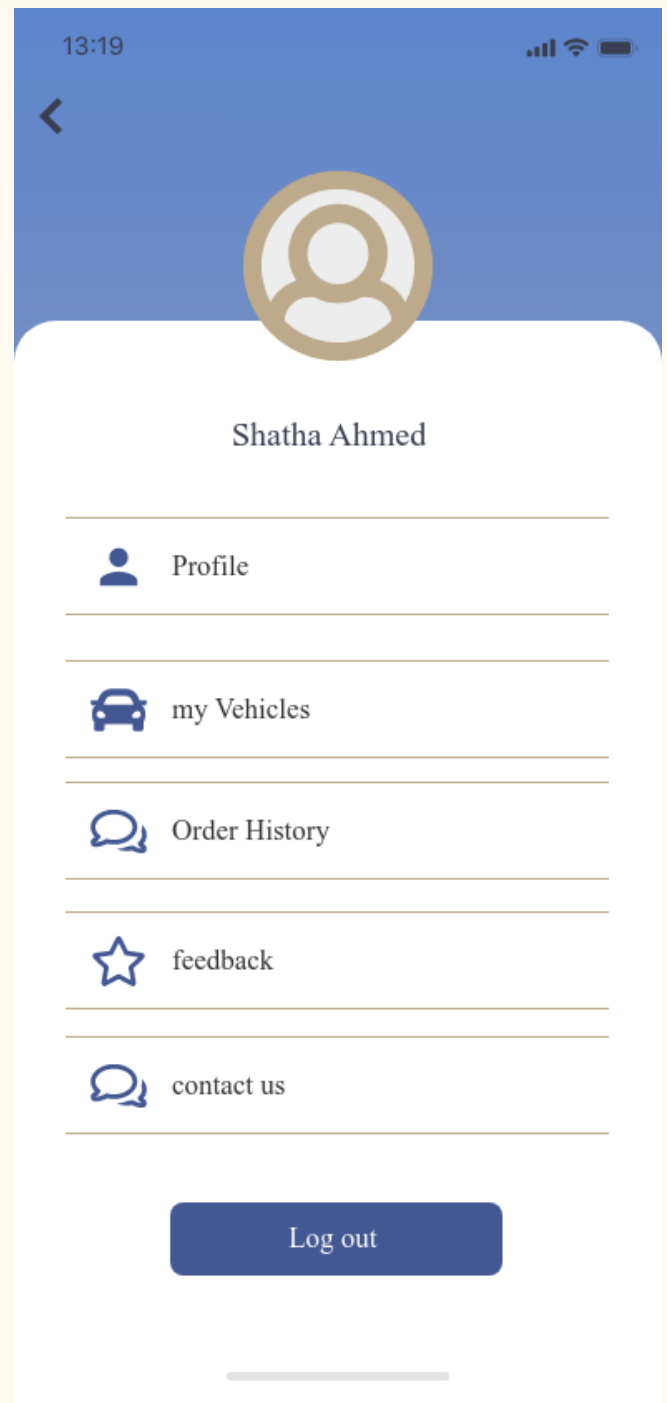 13:19
Shatha Ahmed
Profile
my Vehicles
Order History
feedback
contact us
Log out